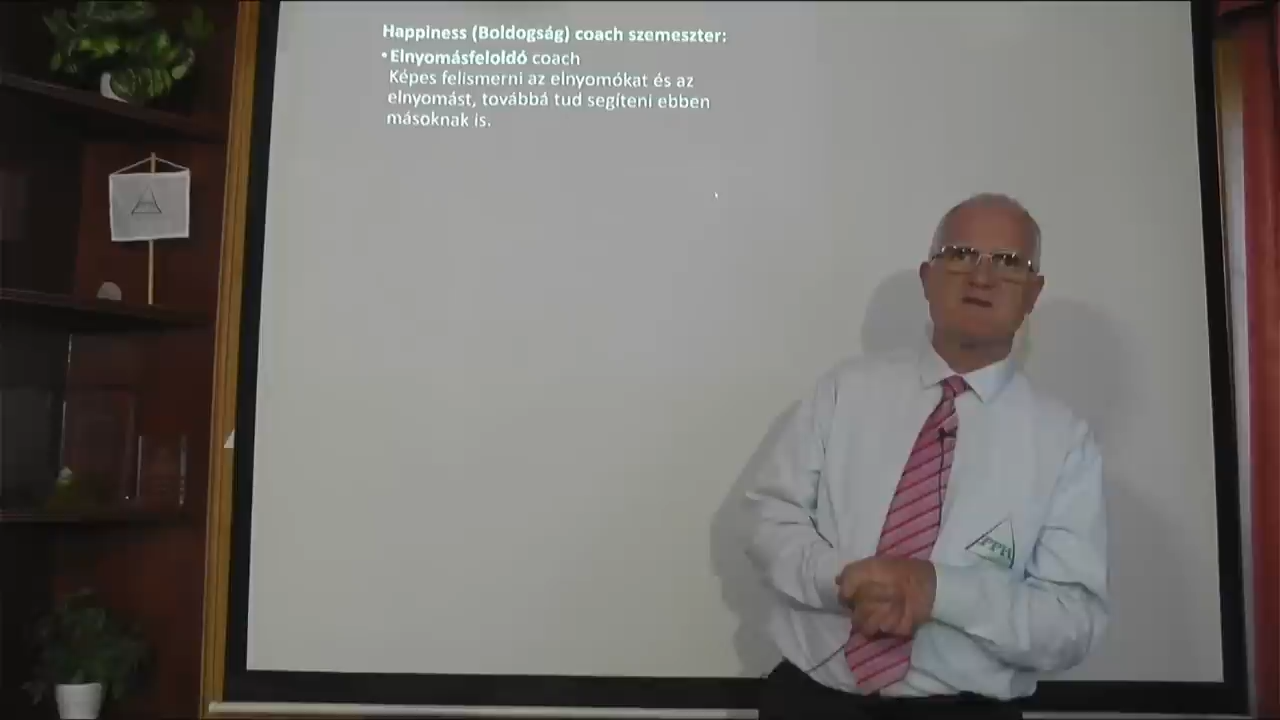 Happiness (Boldogság) coach szemeszter:
•Elnyomásfeloldó coach
Képes felismerni az elnyomókat és az
elnyomást, továbbá tud segíteni ebben
másoknak is.